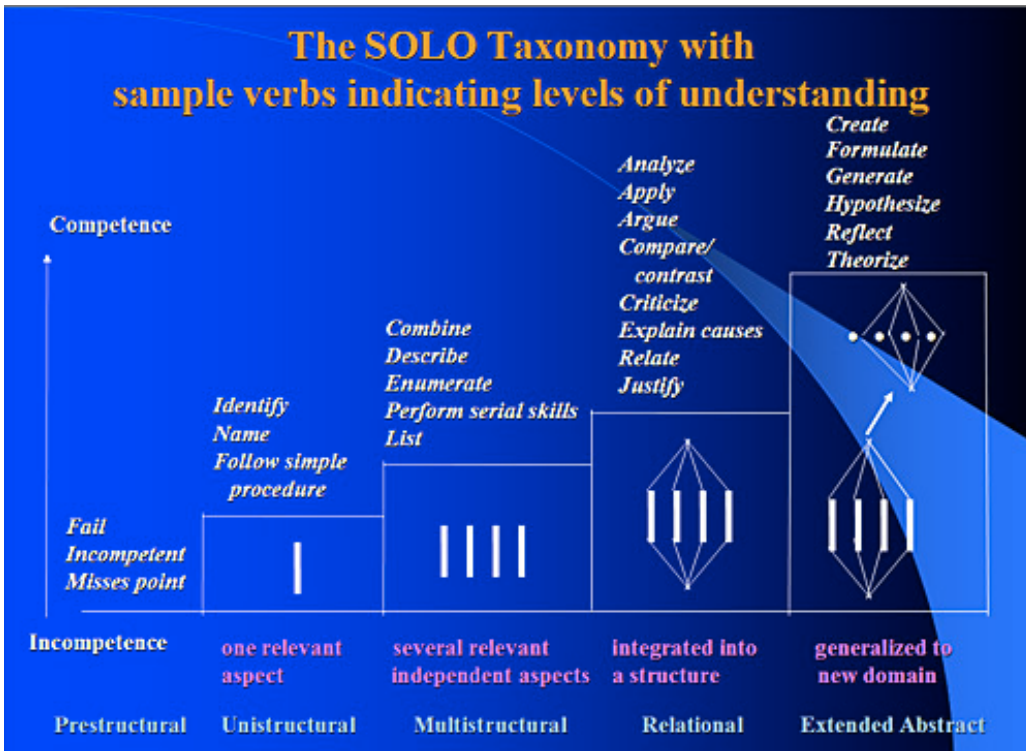 The SOLO Taxonomy with
sample verbs indicating levels of understanding
Competence
Incompetence
Fail
Incompetent
Misses point
Identify
Name
Follow simple
procedure
Combine
Describe
Enumerate
Perform serial skills
List
Analyze
Apply
Argue
Compare/
contrast
Criticize
Explain causes
Relate
Justify
Create
Formulate
Generate
Hypothesize
Reflect
Theorize
one relevant
aspect
several relevant
independent aspects
integrated into
a structure
generalized to
new domain
Prestructural
Unistructural
Multistructural
Relational
Extended Abstract